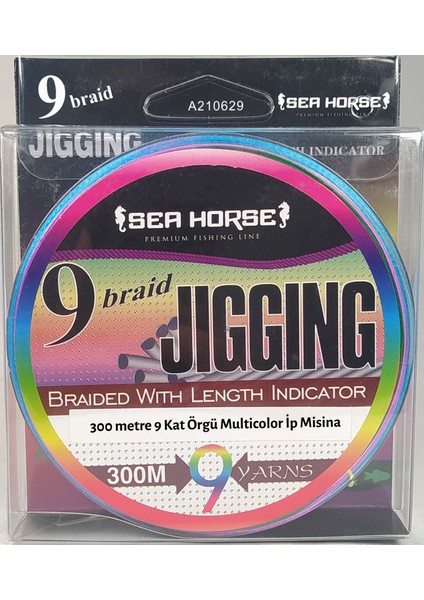 9 braid
A210629
SEA HORSE
PREMIUM FISHING LINE
JIGGING
LENGTH INDICATOR
SEA HORSE
PREMIUM FISHING LINE
9 braid
JIGGING
BRAIDED WITH LENGTH INDICATOR
300 metre 9 Kat Örgü Multicolor İp Misina
300M 9 YARNS